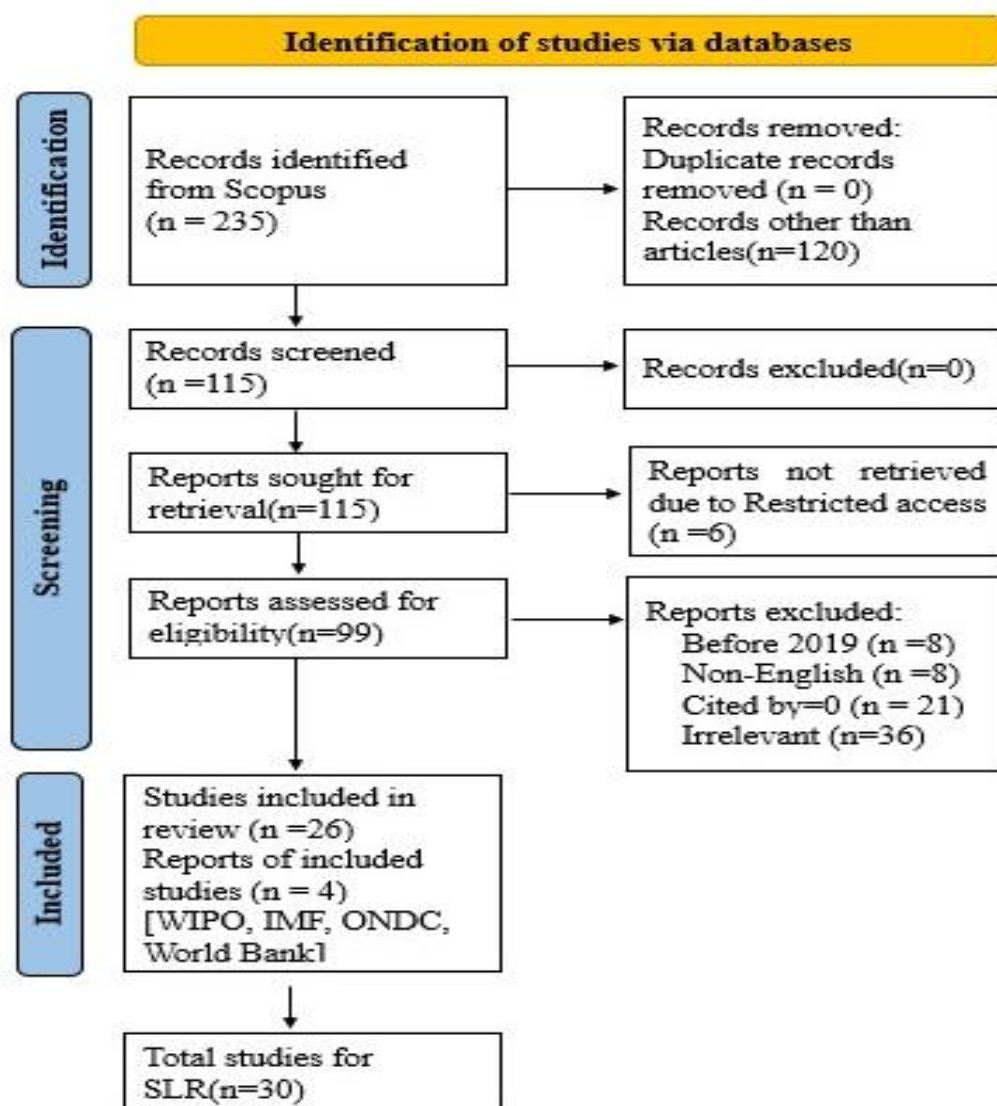 Identification of studies via databases
Identification
Records identified
from Scopus
(n = 235)
Records removed:
Duplicate records
removed (n = 0)
Records other than
articles(n=120)
Screening
Records screened
(n =115)
Records excluded(n=0)
Reports sought for
retrieval(n=115)
Reports not retrieved
due to Restricted access
(n =6)
Reports assessed for
eligibility(n=99)
Reports excluded:
Before 2019 (n =8)
Non-English (n =8)
Cited by=0 (n = 21)
Irrelevant (n=36)
Included
Studies included in
review (n =26)
Reports of included
studies (n = 4)
[WIPO, IMF, ONDC,
World Bank]
Total studies for
SLR(n=30)